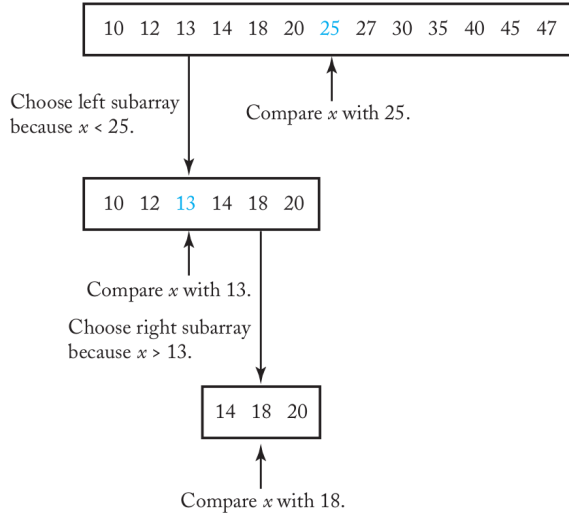 10 12 13 14 18 20 25 27 30 35 40 45 47
Choose left subarray
because x < 25.
Compare x with 25.
10 12 13 14 18 20
Compare x with 13.
Choose right subarray
because x > 13.
14 18 20
Compare x with 18.